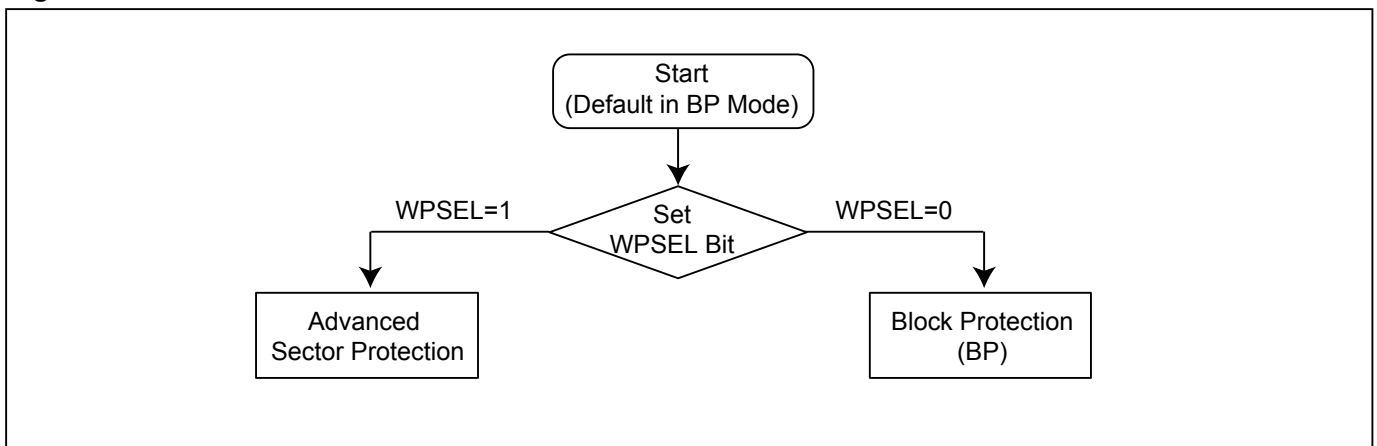 Start
(Default in BP Mode)
WPSEL=1
Set
WPSEL Bit
WPSEL=0
Advanced
Sector Protection
Block Protection
(BP)